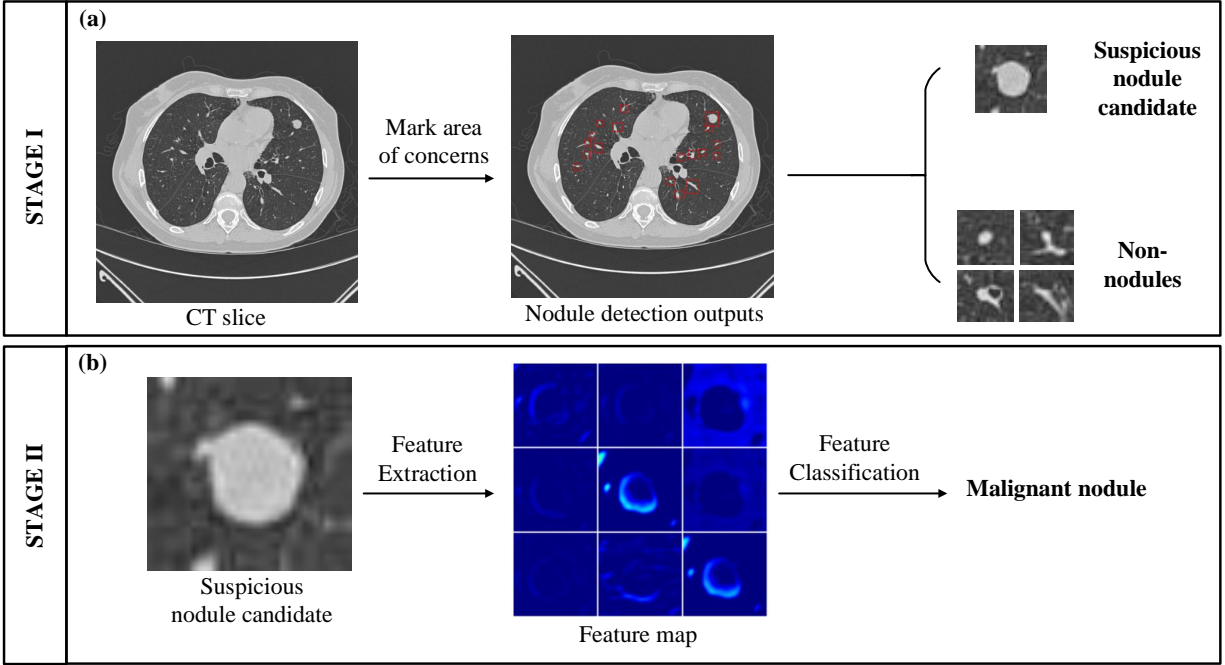 STAGE I
(a)
CT slice
Mark area
of concerns
Nodule detection outputs
Suspicious
nodule
candidate
Non-
nodules
STAGE II
(b)
Suspicious
nodule candidate
Feature
Extraction
Feature map
Feature
Classification
Malignant nodule